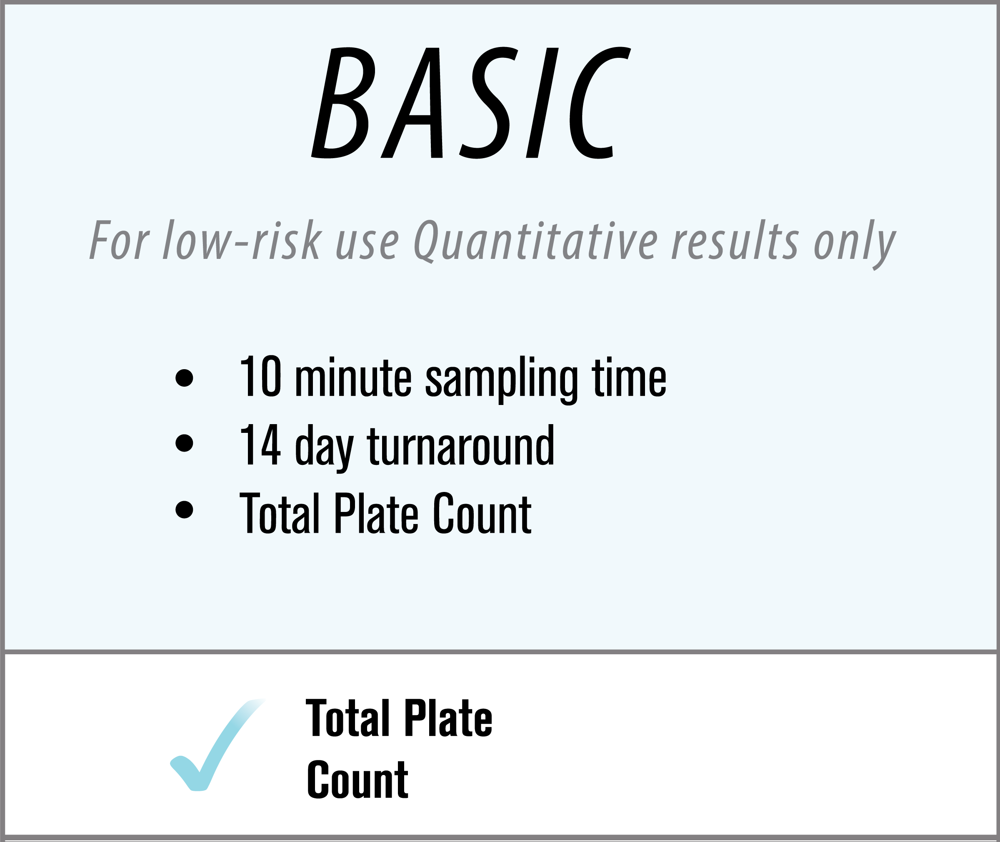 BASIC
For low-risk use Quantitative results only
• 10 minute sampling time
• 14 day turnaround
• Total Plate Count
Total Plate
Count